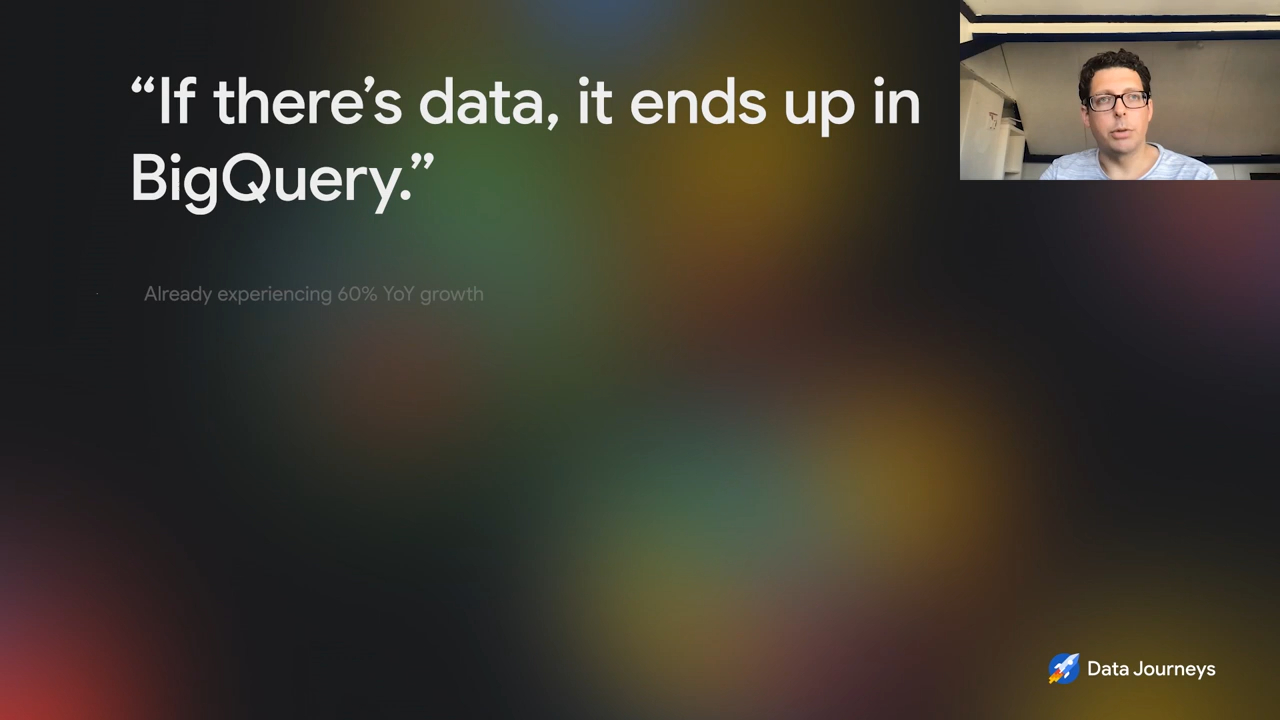 “If there’s data, it ends up in
BigQuery.”
Already experiencing 60% YoY growth
Data Journeys